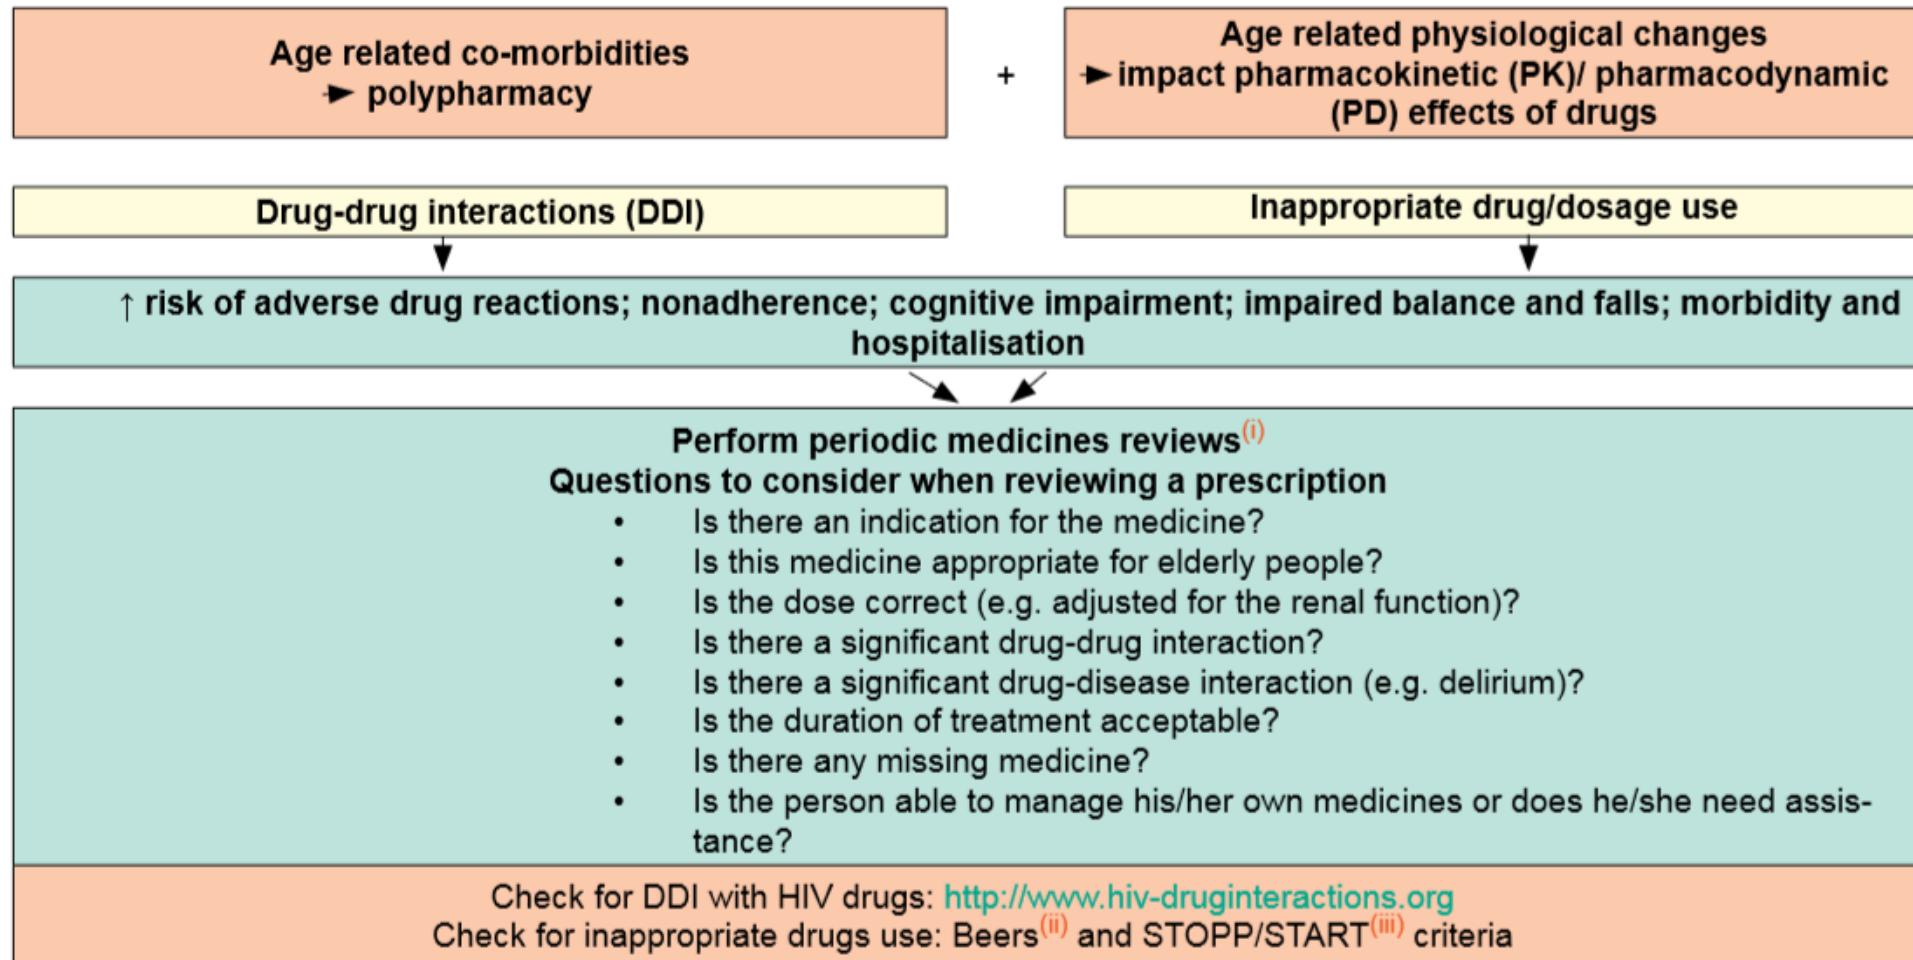 Age related co-morbidities
➛ polypharmacy
+
Age related physiological changes
➛ impact pharmacokinetic (PK)/ pharmacodynamic
(PD) effects of drugs
Drug-drug interactions (DDI)
Inappropriate drug/dosage use
↑ risk of adverse drug reactions; nonadherence; cognitive impairment; impaired balance and falls; morbidity and
hospitalisation
Perform periodic medicines reviews(i)
Questions to consider when reviewing a prescription
• Is there an indication for the medicine?
• Is this medicine appropriate for elderly people?
• Is the dose correct (e.g. adjusted for the renal function)?
• Is there a significant drug-drug interaction?
• Is there a significant drug-disease interaction (e.g. delirium)?
• Is the duration of treatment acceptable?
• Is there any missing medicine?
• Is the person able to manage his/her own medicines or does he/she need assis-
tance?
Check for DDI with HIV drugs: http://www.hiv-druginteractions.org
Check for inappropriate drugs use: Beers(ii) and STOPP/START(iii) criteria